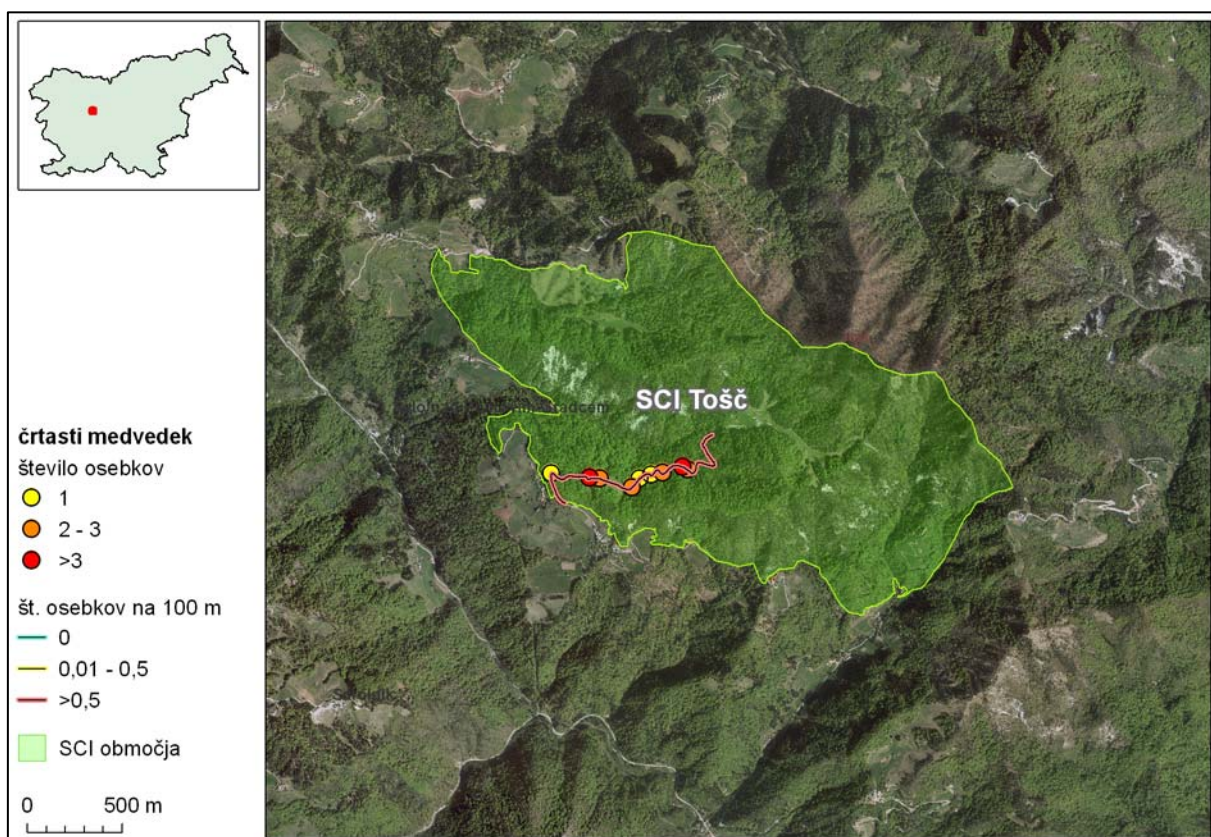 črtasti medvedek
število osebkov
1
2 - 3
>3
št. osebkov na 100 m
0
0,01 - 0,5
>0,5
SCI območja
0 500 m
SCI Tošč